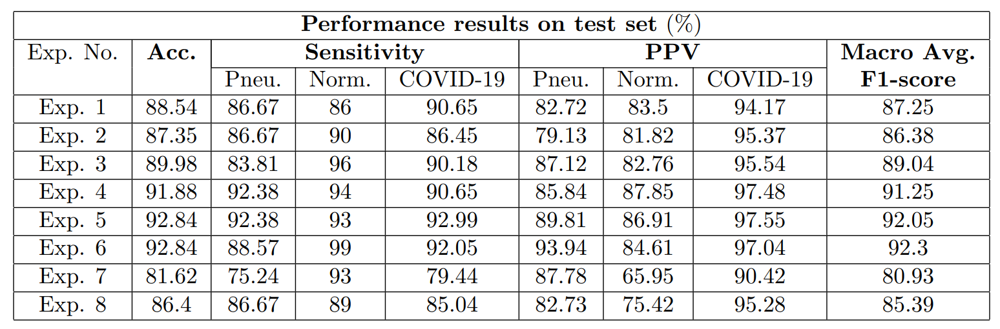 Performance results on test set (%)
Exp. No. Acc. Sensitivity PPV Macro Avg.
Pneu. Norm. COVID-19 Pneu. Norm. COVID-19 F1-score
Exp. 1 88.54 86.67 86 90.65 82.72 83.5 94.17 87.25
Exp. 2 87.35 86.67 90 86.45 79.13 81.82 95.37 86.38
Exp. 3 89.98 83.81 96 90.18 87.12 82.76 95.54 89.04
Exp. 4 91.88 92.38 94 90.65 85.84 87.85 97.48 91.25
Exp. 5 92.84 92.38 93 92.99 89.81 86.91 97.55 92.05
Exp. 6 92.84 88.57 99 92.05 93.94 84.61 97.04 92.3
Exp. 7 81.62 75.24 93 79.44 87.78 65.95 90.42 80.93
Exp. 8 86.4 86.67 89 85.04 82.73 75.42 95.28 85.39